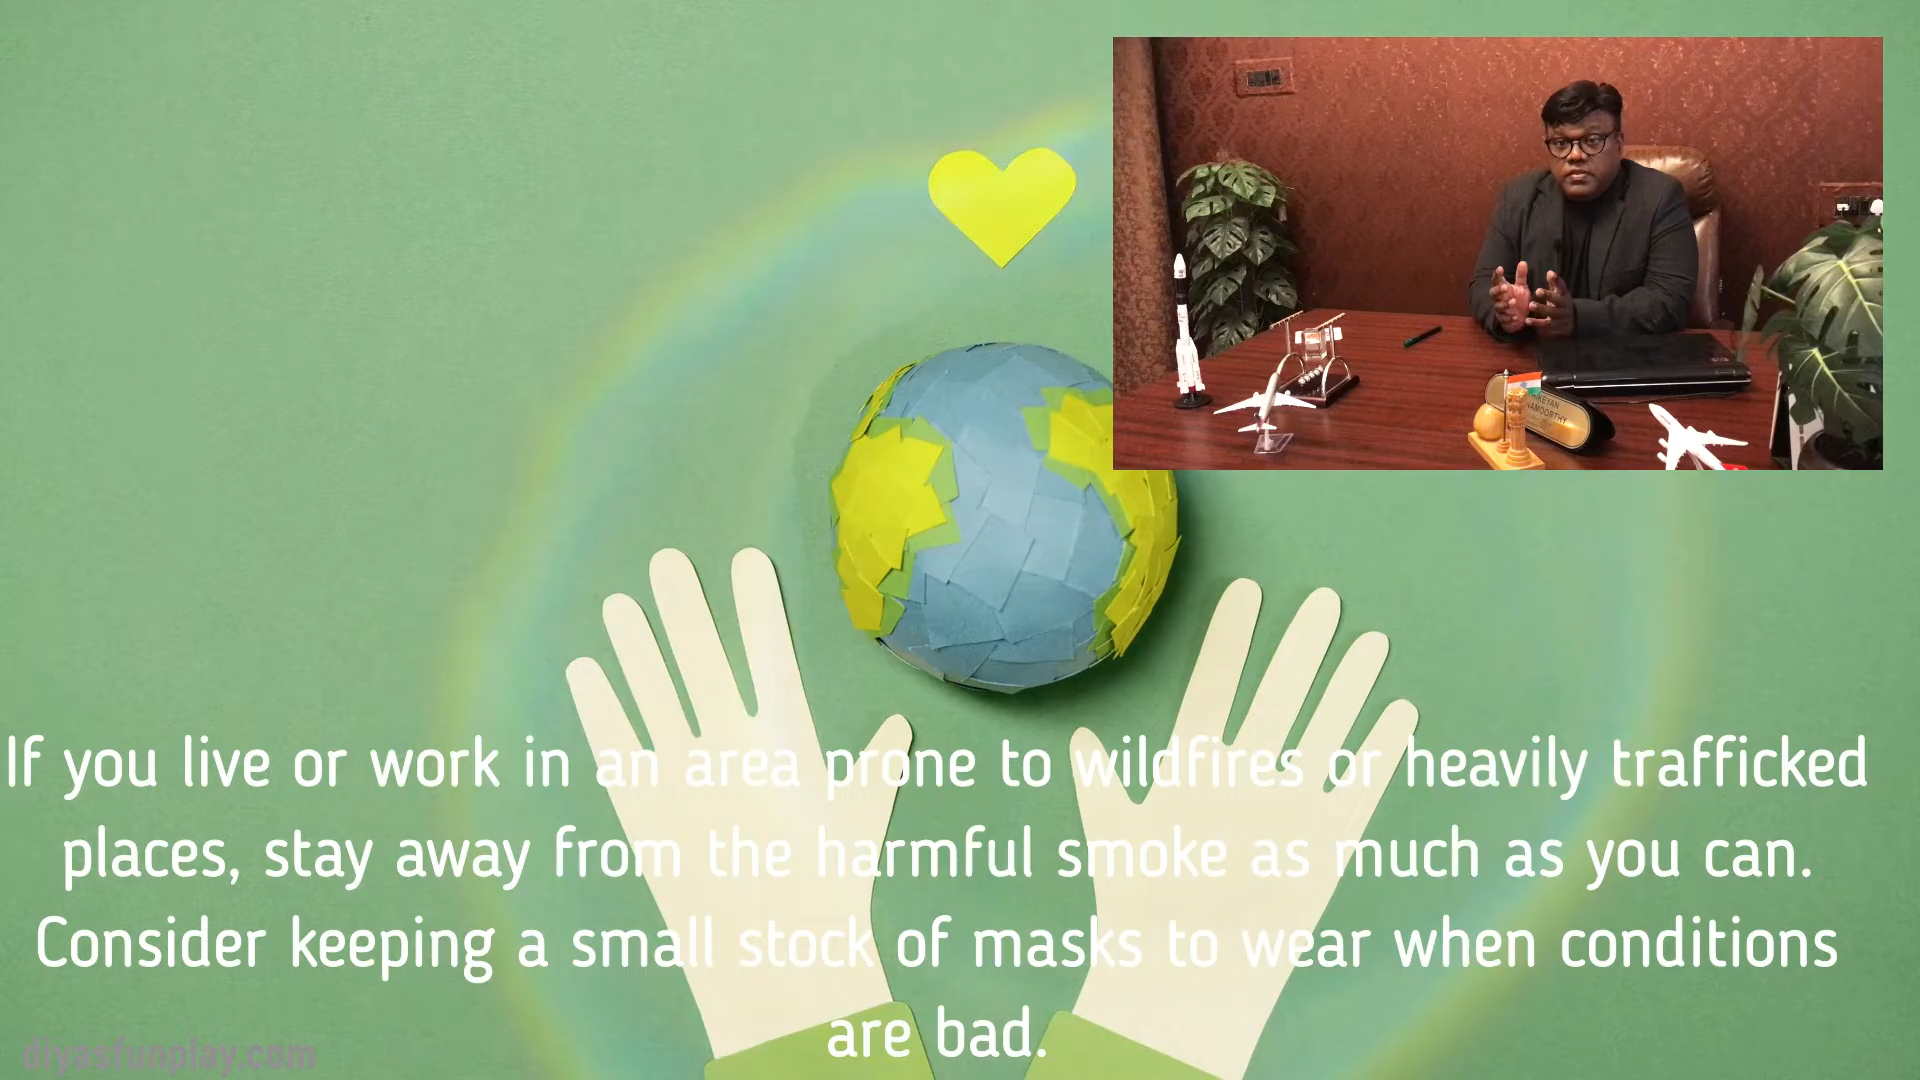 If you live or work in an area prone to wildfires or heavily trafficked
places, stay away from the harmful smoke as much as you can.
Consider keeping a small stock of masks to wear when conditions
are bad.
diyasfunplay.com